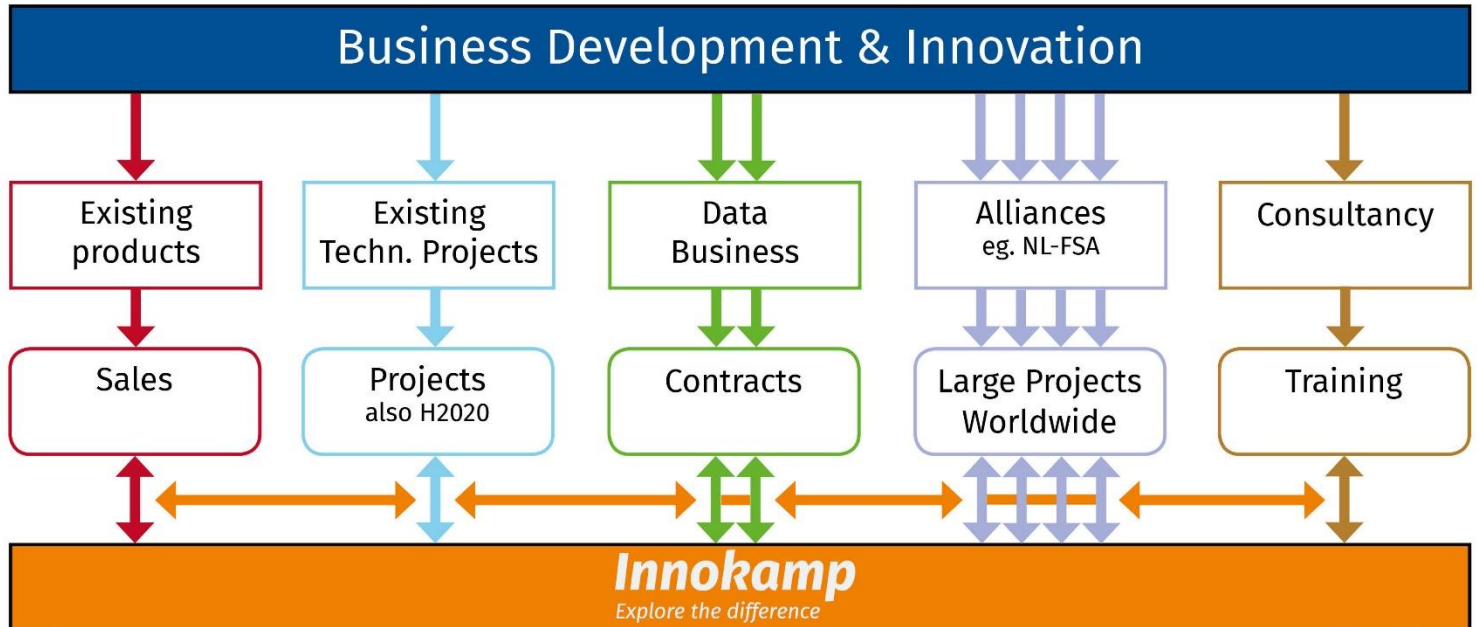 Business Development & Innovation
Existing
products
Existing
Techn. Projects
Data
Business
Alliances
eg. NL-FSA
Consultancy
Sales
Projects
also H2020
Contracts
Large Projects
Worldwide
Training
Innokamp
Explore the difference